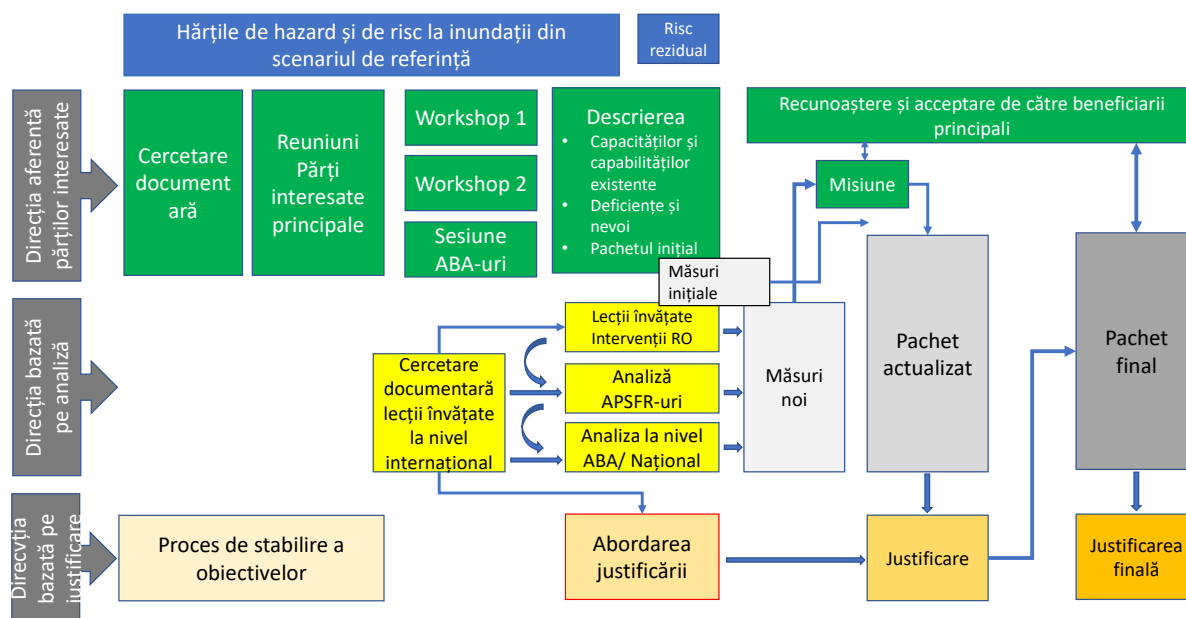 Hărțile de hazard și de risc la inundații din
scenariul de referință
Risc
rezidual
Direcția aferentă
părților interesate
Cercetare
document
ară
Reuniuni
Părți
interesate
principale
Workshop 1
Workshop 2
Sesiune
ABA-uri
Descrierea
• Capacităților și
capabilităților
existente
• Deficiențe și
nevoi
• Pachetul inițial
Recunoaștere și acceptare de către beneficiarii
principali
Misiune
Măsuri
inițiale
Direcția bazată
pe analiză
Cercetare
documentară
lecții învățate
la nivel
internațional
Lecții învățate
Intervenții RO
Analiză
APSFR-uri
Analiza la nivel
ABA/ Național
Măsuri
noi
Pachet
actualizat
Pachet
final
Direcvția
bazată pe
justificare
Proces de stabilire a
obiectivelor
Abordarea
justificării
Justificare
Justificarea
finală